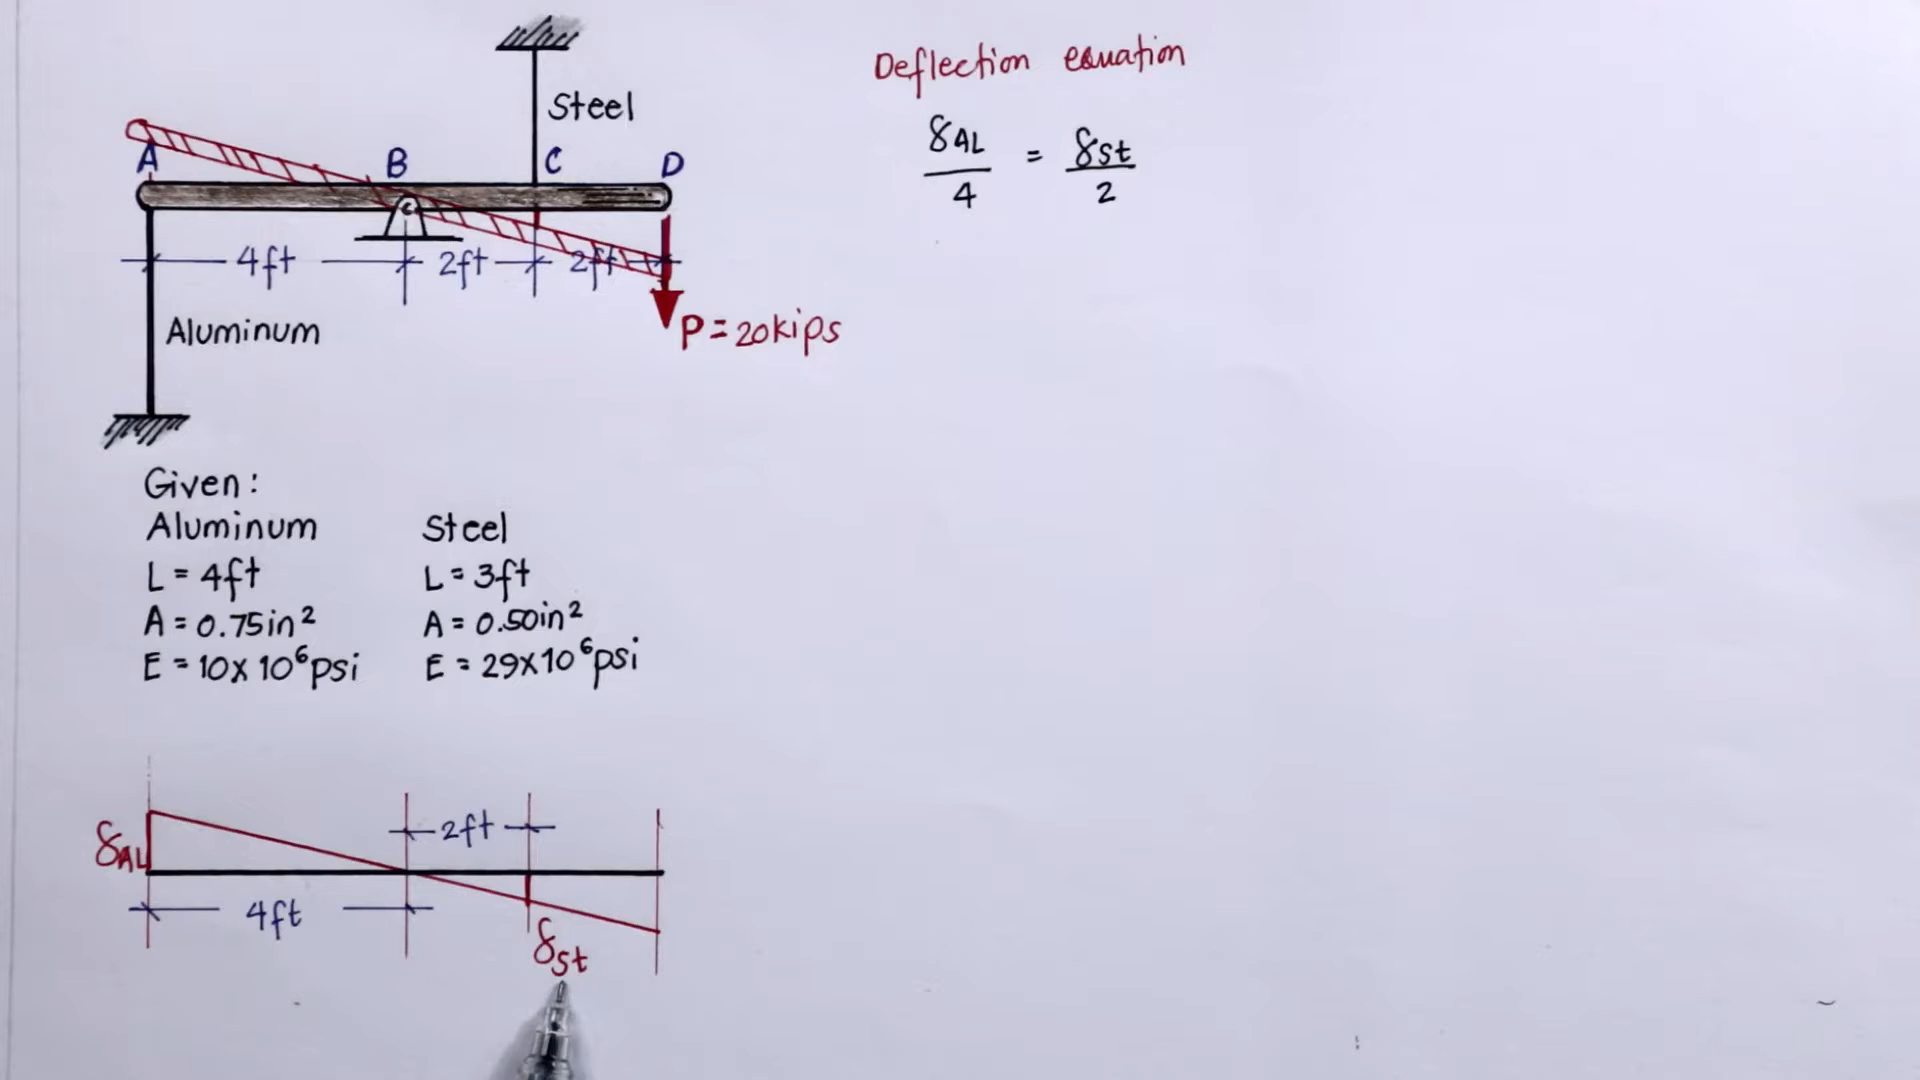 Steel
A B C D
4ft 2ft 2ft
Aluminum
P = 20kips
Given:
Aluminum Steel
L = 4ft L = 3ft
A = 0.75in² A = 0.50in²
E = 10x10⁶psi E = 29x10⁶psi
2ft
δAL
4ft
δst
Deflection equation
δAL/4 = δst/2